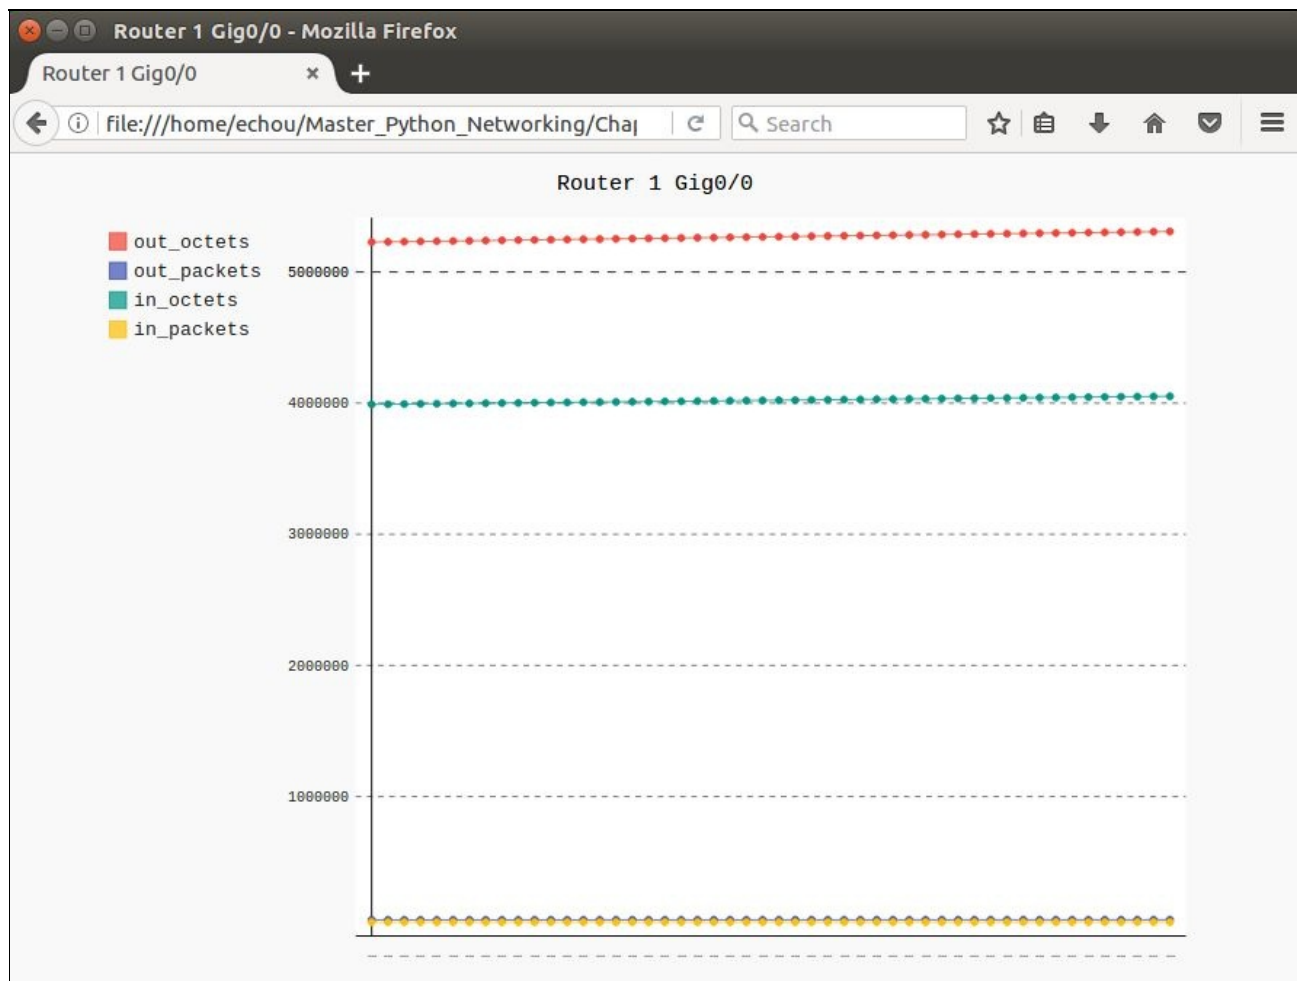 Router 1 Gig0/0 - Mozilla Firefox
Router 1 Gig0/0
file:///home/echou/Master_Python_Networking/Chap
Search
Router 1 Gig0/0
out_octets
out_packets
in_octets
in_packets
5000000
4000000
3000000
2000000
1000000